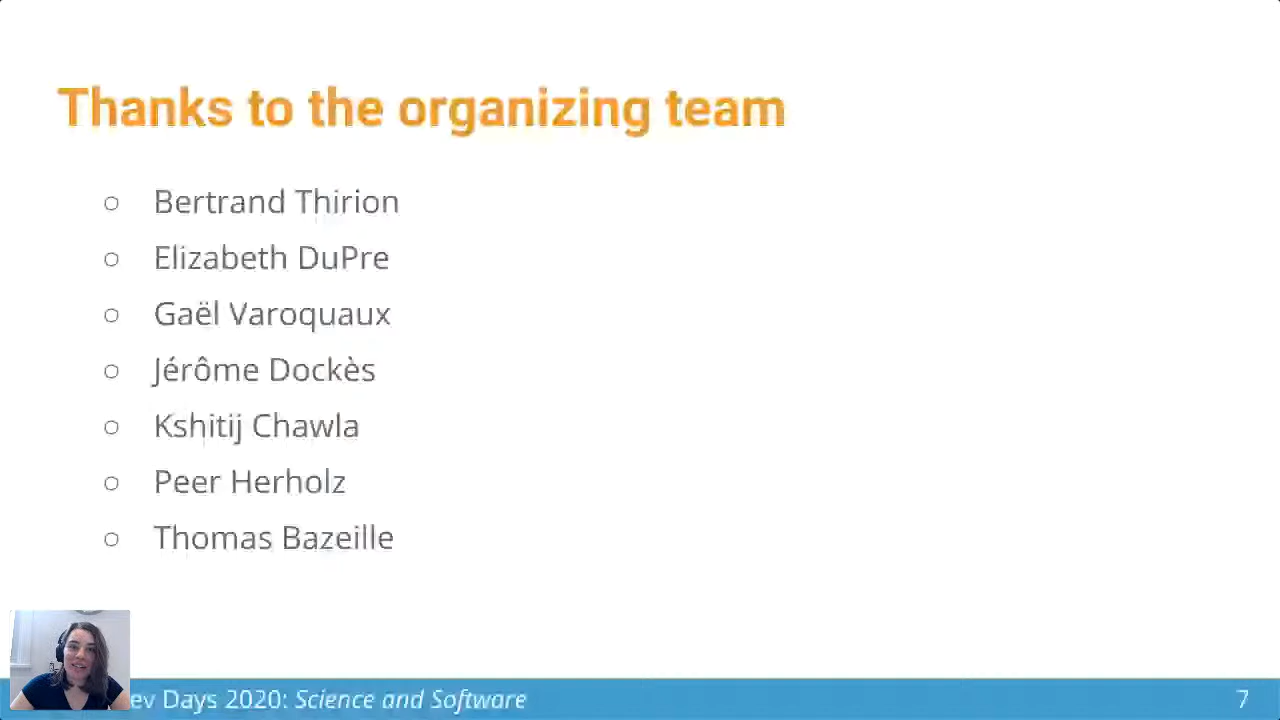 Thanks to the organizing team
○ Bertrand Thirion
○ Elizabeth DuPre
○ Gaël Varoquaux
○ Jérôme Dockès
○ Kshitij Chawla
○ Peer Herholz
○ Thomas Bazeille
Days 2020: Science and Software
7